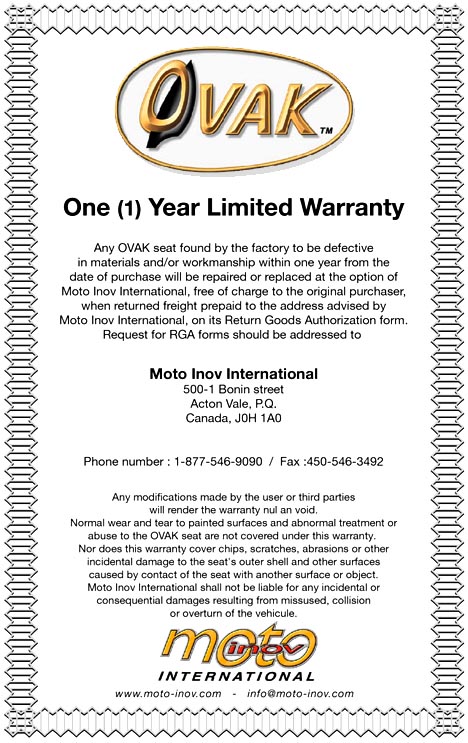 OVAK™
One (1) Year Limited Warranty
Any OVAK seat found by the factory to be defective
in materials and/or workmanship within one year from the
date of purchase will be repaired or replaced at the option of
Moto Inov International, free of charge to the original purchaser,
when returned freight prepaid to the address advised by
Moto Inov International, on its Return Goods Authorization form.
Request for RGA forms should be addressed to
Moto Inov International
500-1 Bonin street
Acton Vale, P.Q.
Canada, J0H 1A0
Phone number : 1-877-546-9090 / Fax :450-546-3492
Any modifications made by the user or third parties
will render the warranty nul an void.
Normal wear and tear to painted surfaces and abnormal treatment or
abuse to the OVAK seat are not covered under this warranty.
Nor does this warranty cover chips, scratches, abrasions or other
incidental damage to the seat's outer shell and other surfaces
caused by contact of the seat with another surface or object.
Moto Inov International shall not be liable for any incidental or
consequential damages resulting from missused, collision
or overturn of the vehicule.
moto
inov
INTERNATIONAL
www.moto-inov.com - info@moto-inov.com